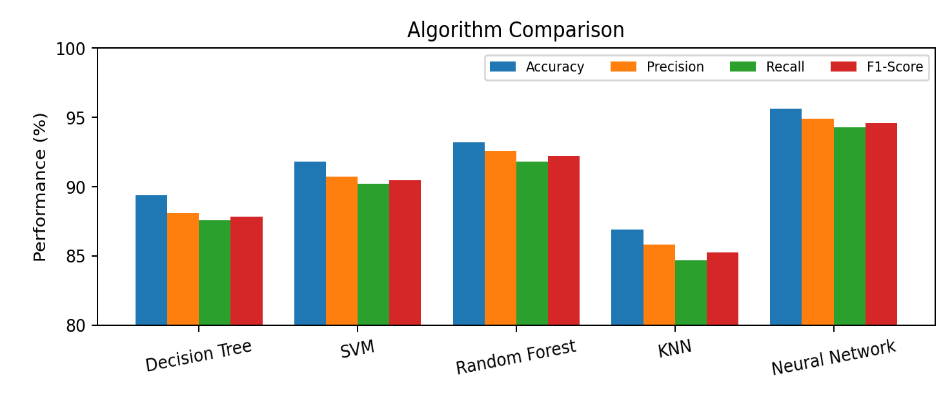 Algorithm Comparison
100
95
90
85
80
Performance (%)
Accuracy Precision Recall F1-Score
Decision Tree SVM Random Forest KNN Neural Network